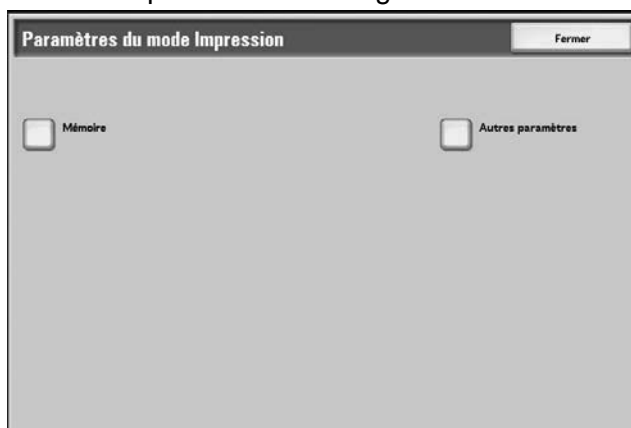 Paramètres du mode Impression
Fermer
Mémoire
Autres paramètres